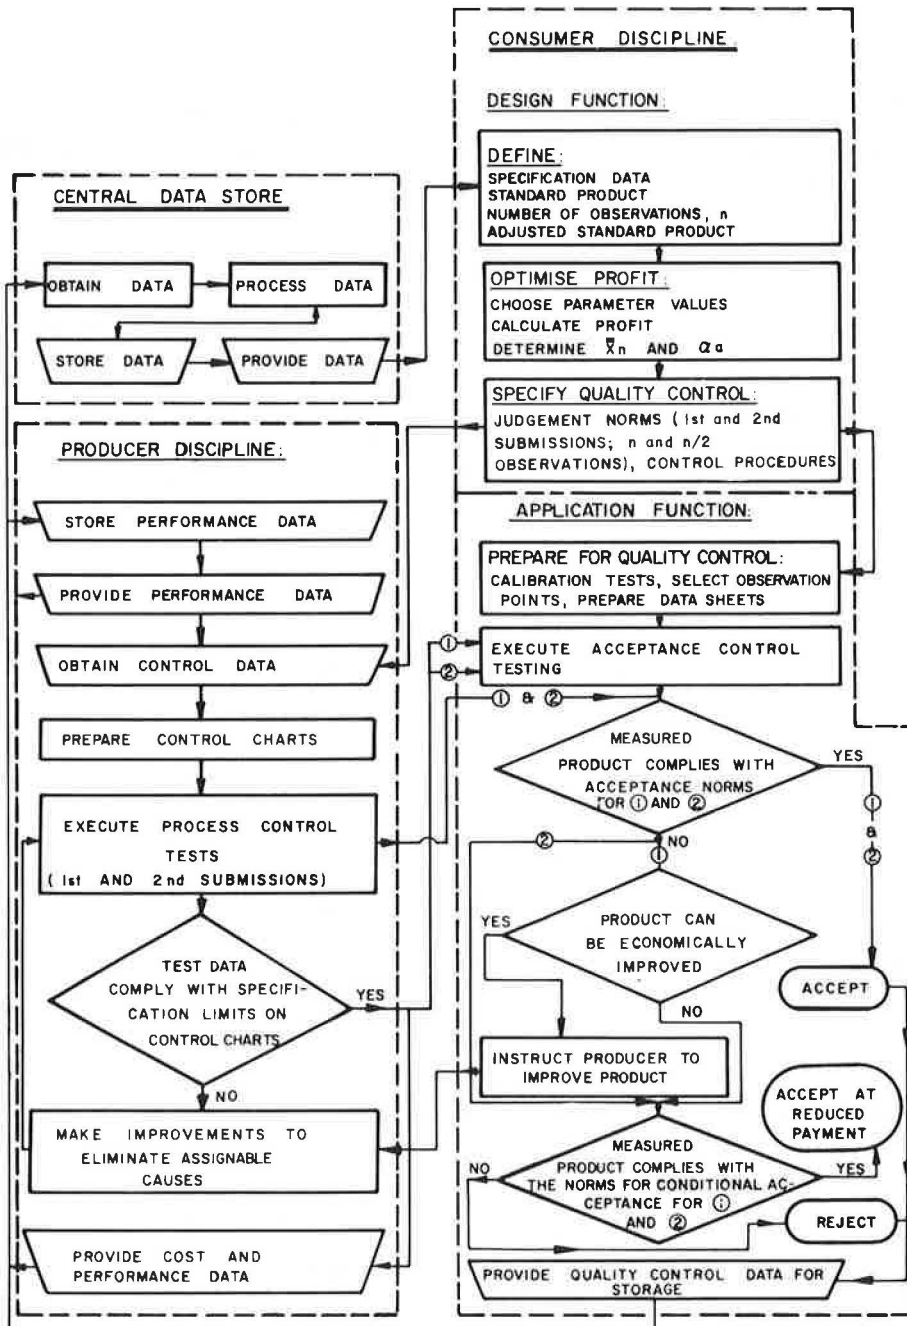 CONSUMER DISCIPLINE
DESIGN FUNCTION:
DEFINE:
SPECIFICATION DATA
STANDARD PRODUCT
NUMBER OF OBSERVATIONS, n
ADJUSTED STANDARD PRODUCT
OPTIMISE PROFIT:
CHOOSE PARAMETER VALUES
CALCULATE PROFIT
DETERMINE X̿n AND αa
SPECIFY QUALITY CONTROL:
JUDGEMENT NORMS (1st and 2nd
SUBMISSIONS; n and n/2
OBSERVATIONS), CONTROL PROCEDURES
CENTRAL DATA STORE
OBTAIN DATA
PROCESS DATA
STORE DATA
PROVIDE DATA
PRODUCER DISCIPLINE:
STORE PERFORMANCE DATA
PROVIDE PERFORMANCE DATA
OBTAIN CONTROL DATA
PREPARE CONTROL CHARTS
EXECUTE PROCESS CONTROL
TESTS
(1st AND 2nd SUBMISSIONS)
TEST DATA
COMPLY WITH SPECIFI-
CATION LIMITS ON
CONTROL CHARTS
YES
NO
MAKE IMPROVEMENTS TO
ELIMINATE ASSIGNABLE
CAUSES
PROVIDE COST AND
PERFORMANCE DATA
APPLICATION FUNCTION:
PREPARE FOR QUALITY CONTROL:
CALIBRATION TESTS, SELECT OBSERVATION
POINTS, PREPARE DATA SHEETS
①
②
EXECUTE ACCEPTANCE CONTROL
TESTING
① & ②
MEASURED
PRODUCT COMPLIES WITH
ACCEPTANCE NORMS
FOR ① AND ②
YES
①
&
②
NO
②
①
PRODUCT CAN
BE ECONOMICALLY
IMPROVED
YES
NO
ACCEPT
INSTRUCT PRODUCER TO
IMPROVE PRODUCT
ACCEPT AT
REDUCED
PAYMENT
MEASURED
PRODUCT COMPLIES WITH
THE NORMS FOR CONDITIONAL AC-
CEPTANCE FOR ①
AND ②
NO
YES
REJECT
PROVIDE QUALITY CONTROL DATA FOR
STORAGE